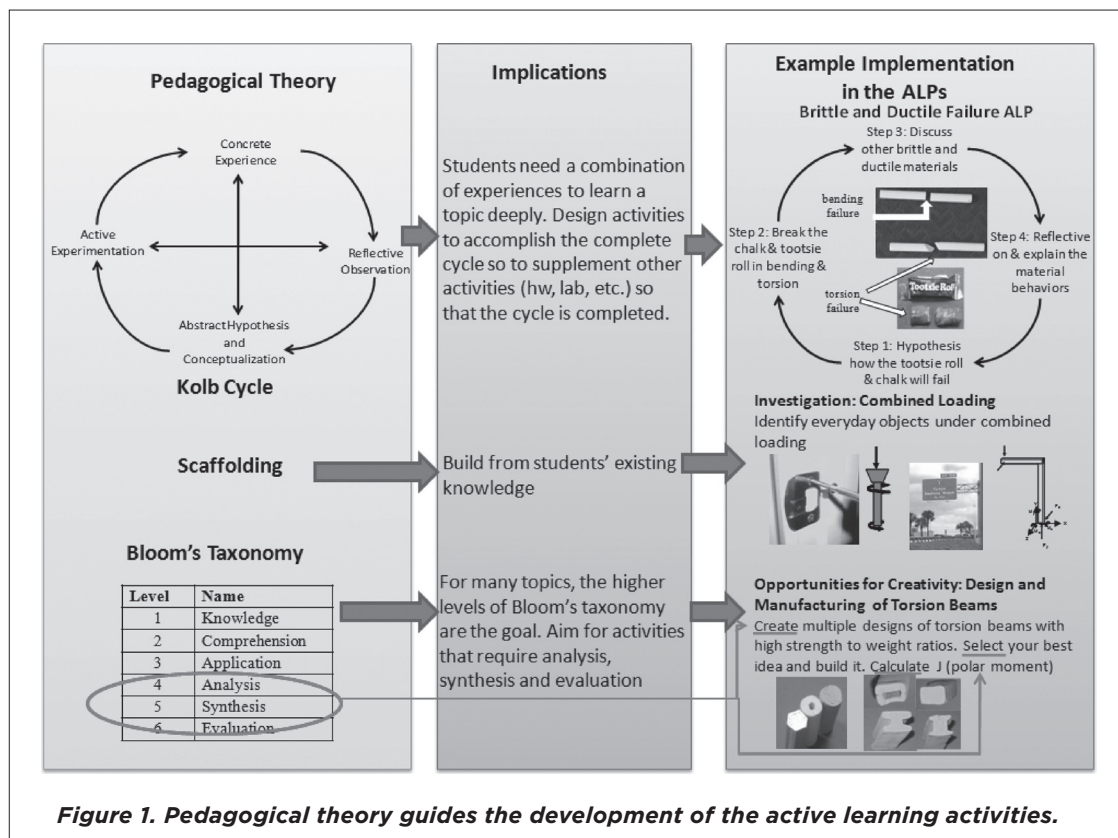 Pedagogical Theory
Concrete
Experience
Active
Experimentation
Reflective
Observation
Abstract Hypothesis
and
Conceptualization
Kolb Cycle
Scaffolding
Bloom's Taxonomy
Level Name
1 Knowledge
2 Comprehension
3 Application
4 Analysis
5 Synthesis
6 Evaluation
Implications
Students need a combination
of experiences to learn a
topic deeply. Design activities
to accomplish the complete
cycle so to supplement other
activities (hw, lab, etc.) so
that the cycle is completed.
Build from students' existing
knowledge
For many topics, the higher
levels of Bloom's taxonomy
are the goal. Aim for activities
that require analysis,
synthesis and evaluation
Example Implementation
in the ALPs
Brittle and Ductile Failure ALP
Step 3: Discuss
other brittle and
ductile materials
bending
failure
Step 2: Break the
chalk & tootsie
roll in bending &
torsion
Step 4: Reflective
on & explain the
material
behaviors
Tootsie Rol
torsion
failure
Step 1: Hypothesis
how the tootsie roll
& chalk will fail
Investigation: Combined Loading
Identify everyday objects under combined
loading
Opportunities for Creativity: Design and
Manufacturing of Torsion Beams
Create multiple designs of torsion beams with
high strength to weight ratios. Select your best
idea and build it. Calculate J (polar moment)
Figure 1. Pedagogical theory guides the development of the active learning activities.